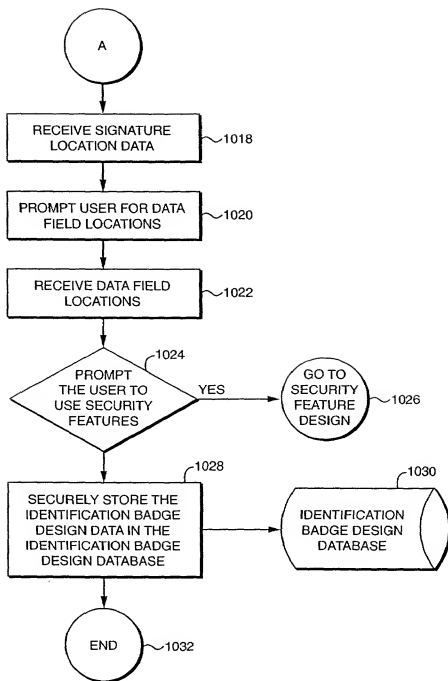 A
RECEIVE SIGNATURE
LOCATION DATA
1018
PROMPT USER FOR DATA
FIELD LOCATIONS
1020
RECEIVE DATA FIELD
LOCATIONS
1022
1024
PROMPT
THE USER TO
USE SECURITY
FEATURES
YES
GO TO
SECURITY
FEATURE
DESIGN
1026
1028
SECURELY STORE THE
IDENTIFICATION BADGE
DESIGN DATA IN THE
IDENTIFICATION BADGE
DESIGN DATABASE
1030
IDENTIFICATION
BADGE DESIGN
DATABASE
END
1032